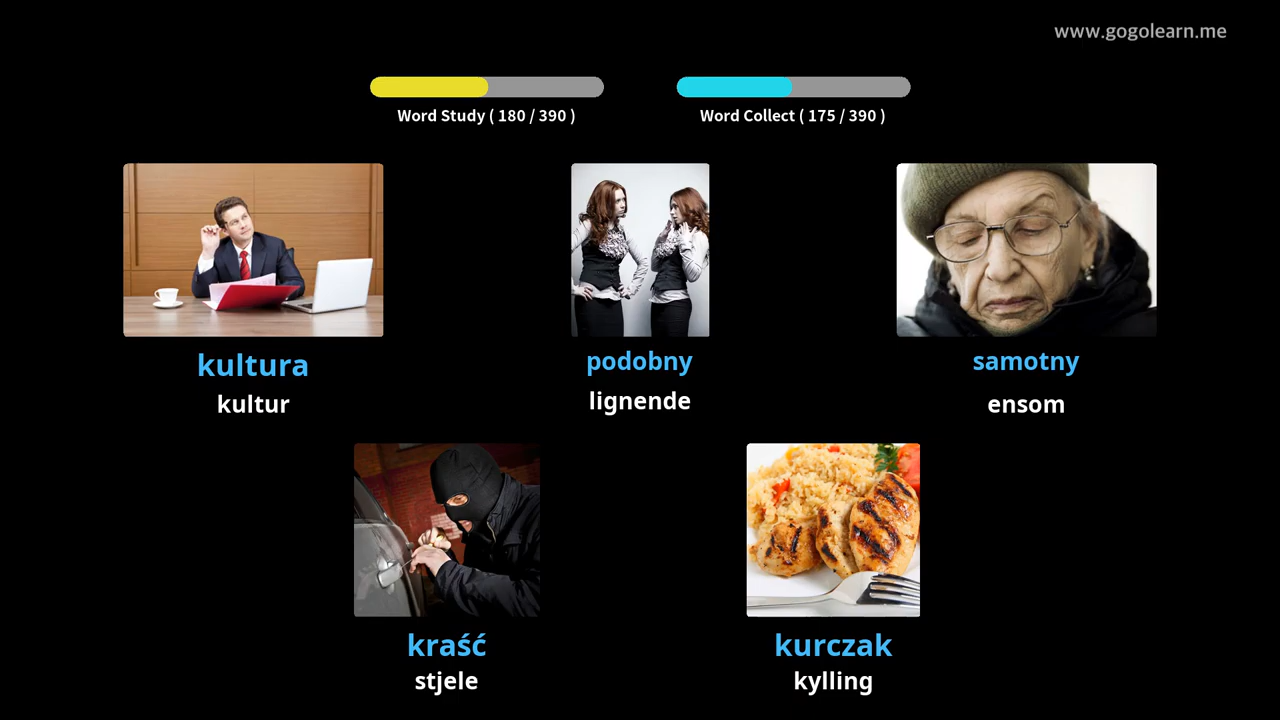 www.gogolearn.me
Word Study ( 180 / 390 )
Word Collect ( 175 / 390 )
kultura
kultur
podobny
lignende
samotny
ensom
kraść
stjele
kurczak
kylling